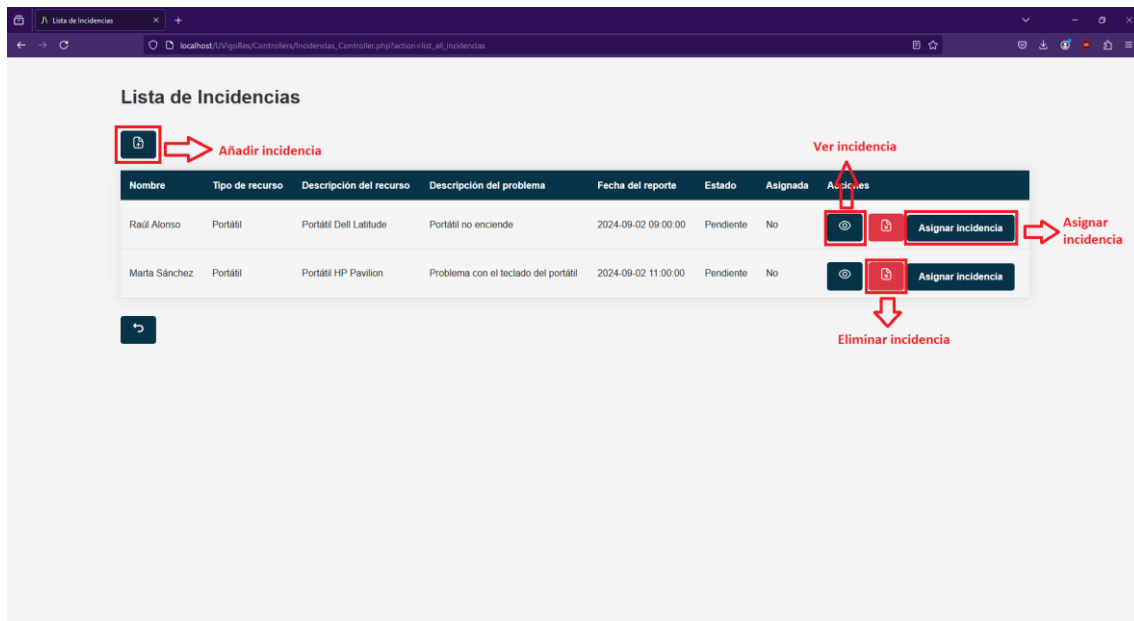 Lista de Incidencias
localhost/UVigoRes/Controllers/Incidencias_Controller.php?action=list_all_incidencias
Lista de Incidencias
Añadir incidencia
Ver incidencia
Nombre Tipo de recurso Descripción del recurso Descripción del problema Fecha del reporte Estado Asignada Acciones
Raúl Alonso Portátil Portátil Dell Latitude Portátil no enciende 2024-09-02 09:00:00 Pendiente No Asignar incidencia
Asignar
incidencia
Marta Sánchez Portátil Portátil HP Pavilion Problema con el teclado del portátil 2024-09-02 11:00:00 Pendiente No Asignar incidencia
Eliminar incidencia